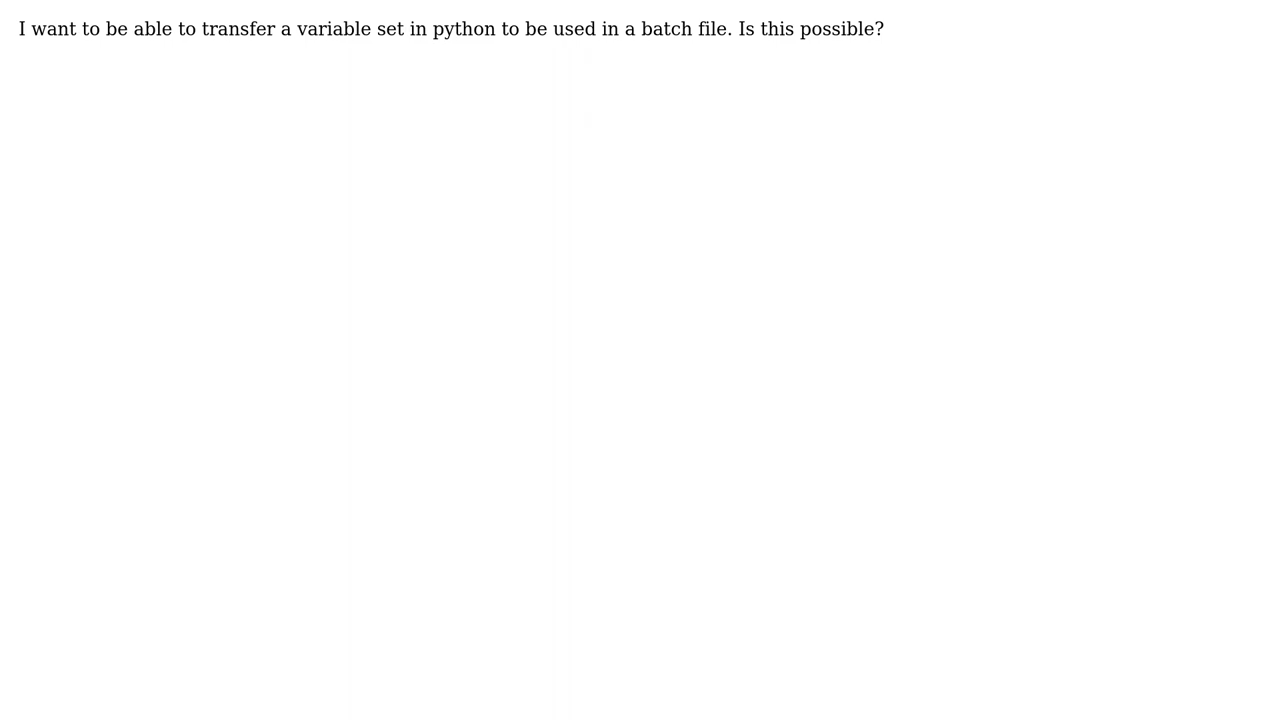 I want to be able to transfer a variable set in python to be used in a batch file. Is this possible?